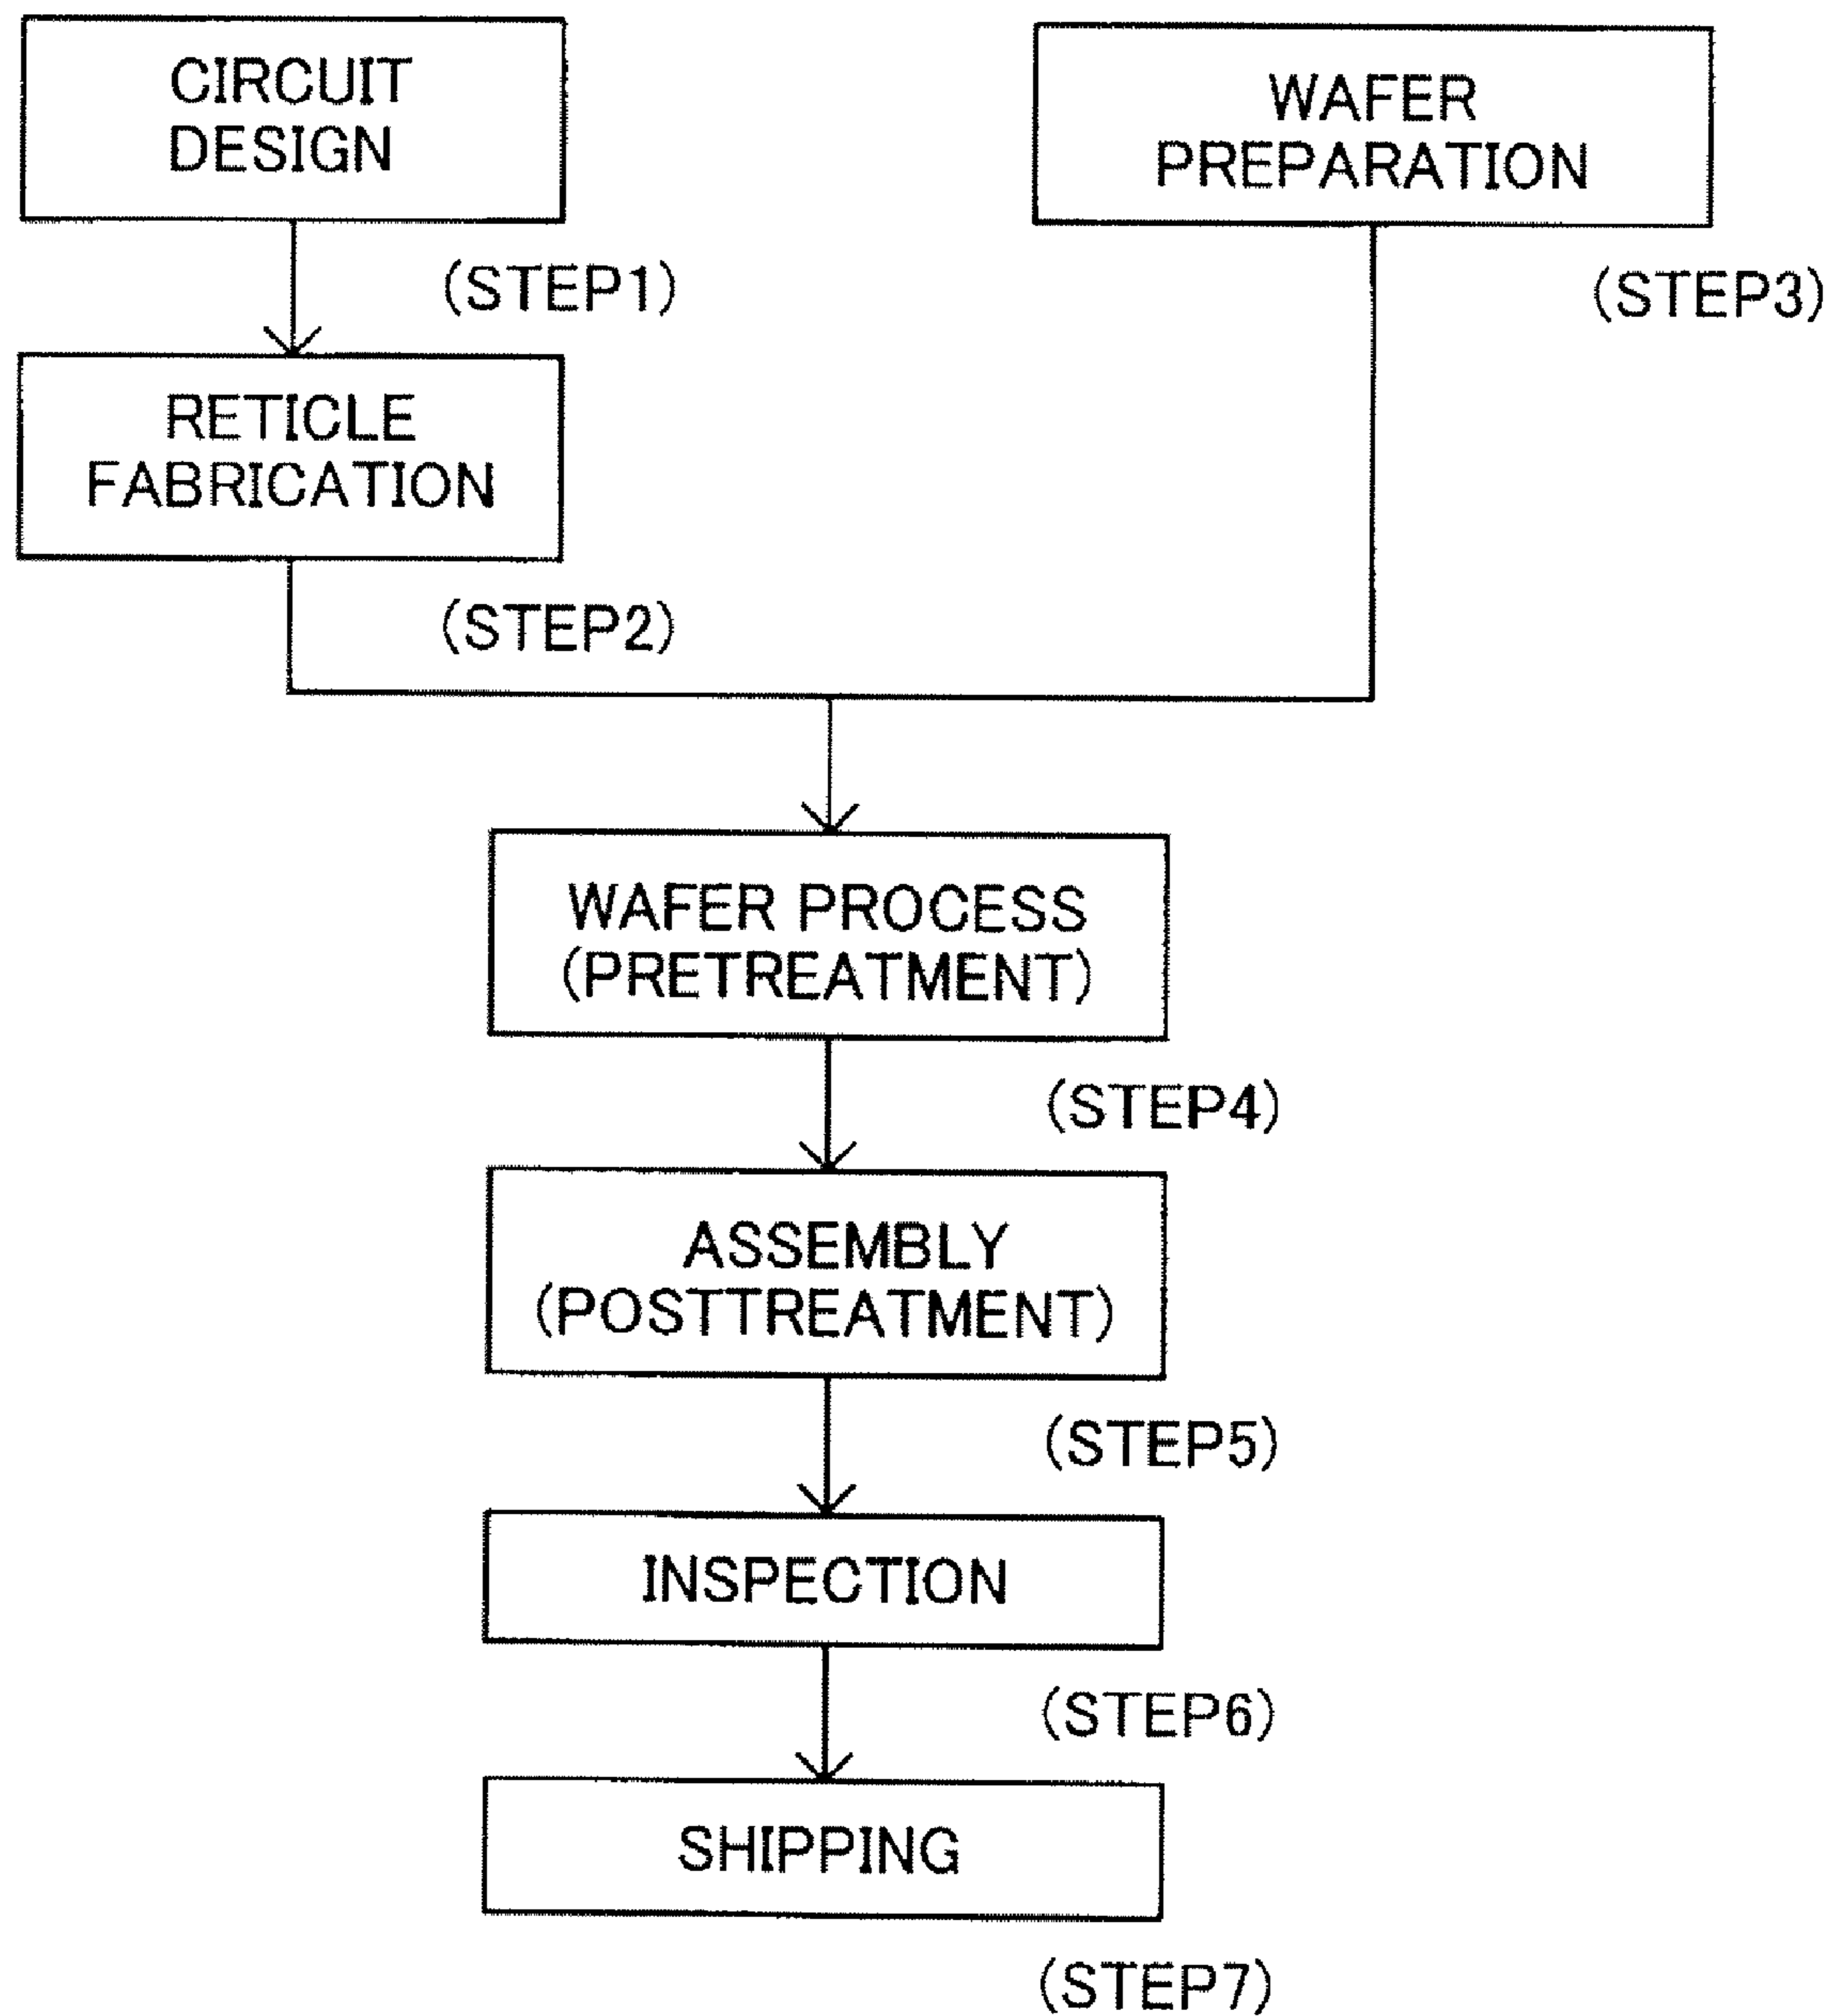 CIRCUIT
DESIGN
(STEP1)
RETICLE
FABRICATION
(STEP2)
WAFER
PREPARATION
(STEP3)
WAFER PROCESS
(PRETREATMENT)
(STEP4)
ASSEMBLY
(POSTTREATMENT)
(STEP5)
INSPECTION
(STEP6)
SHIPPING
(STEP7)